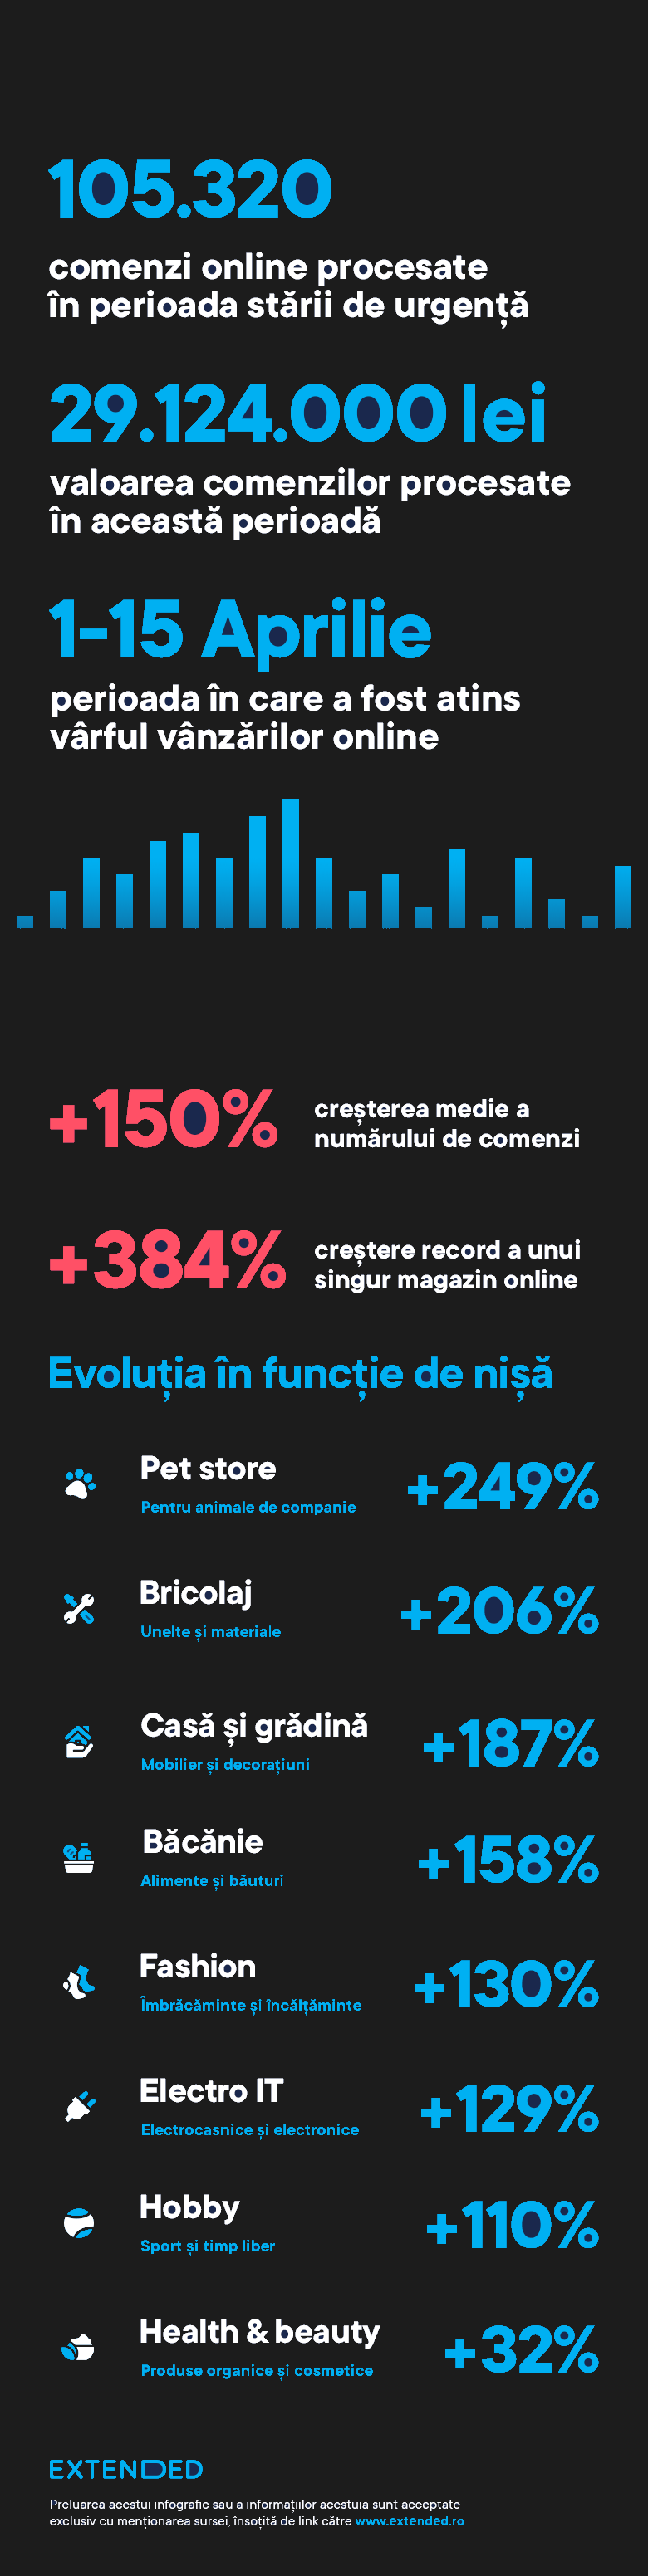 105.320
comenzi online procesate
în perioada stării de urgență
29.124.000 lei
valoarea comenzilor procesate
în această perioadă
1-15 Aprilie
perioada în care a fost atins
vârful vânzărilor online
+150%
creșterea medie a
numărului de comenzi
+384%
creștere record a unui
singur magazin online
Evoluția în funcție de nișă
Pet store
Pentru animale de companie
+249%
Bricolaj
Unelte și materiale
+206%
Casă și grădină
Mobilier și decorațiuni
+187%
Băcănie
Alimente și băuturi
+158%
Fashion
Îmbrăcăminte și încălțăminte
+130%
Electro IT
Electrocasnice și electronice
+129%
Hobby
Sport și timp liber
+110%
Health & beauty
Produse organice și cosmetice
+32%
EXTENDED
Preluarea acestui infografic sau a informațiilor acestuia sunt acceptate
exclusiv cu menționarea sursei, însoțită de link către www.extended.ro